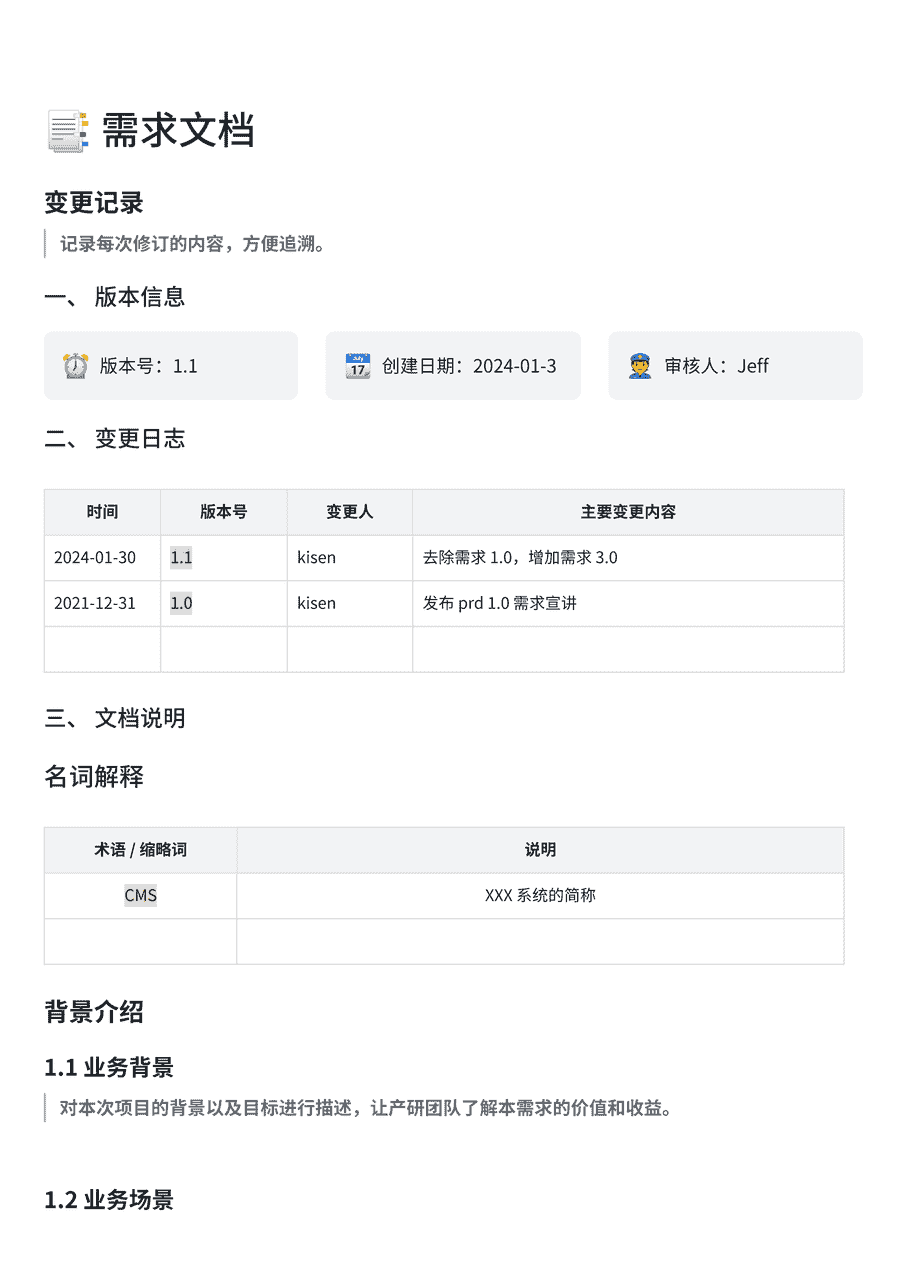 需求文档
变更记录
记录每次修订的内容，方便追溯。
一、 版本信息
版本号：1.1
July
17
创建日期：2024-01-3
审核人：Jeff
二、 变更日志
时间 版本号 变更人 主要变更内容
2024-01-30 1.1 kisen 去除需求 1.0，增加需求 3.0
2021-12-31 1.0 kisen 发布 prd 1.0 需求宣讲
三、 文档说明
名词解释
术语 / 缩略词 说明
CMS XXX 系统的简称
背景介绍
1.1 业务背景
对本次项目的背景以及目标进行描述，让产研团队了解本需求的价值和收益。
1.2 业务场景